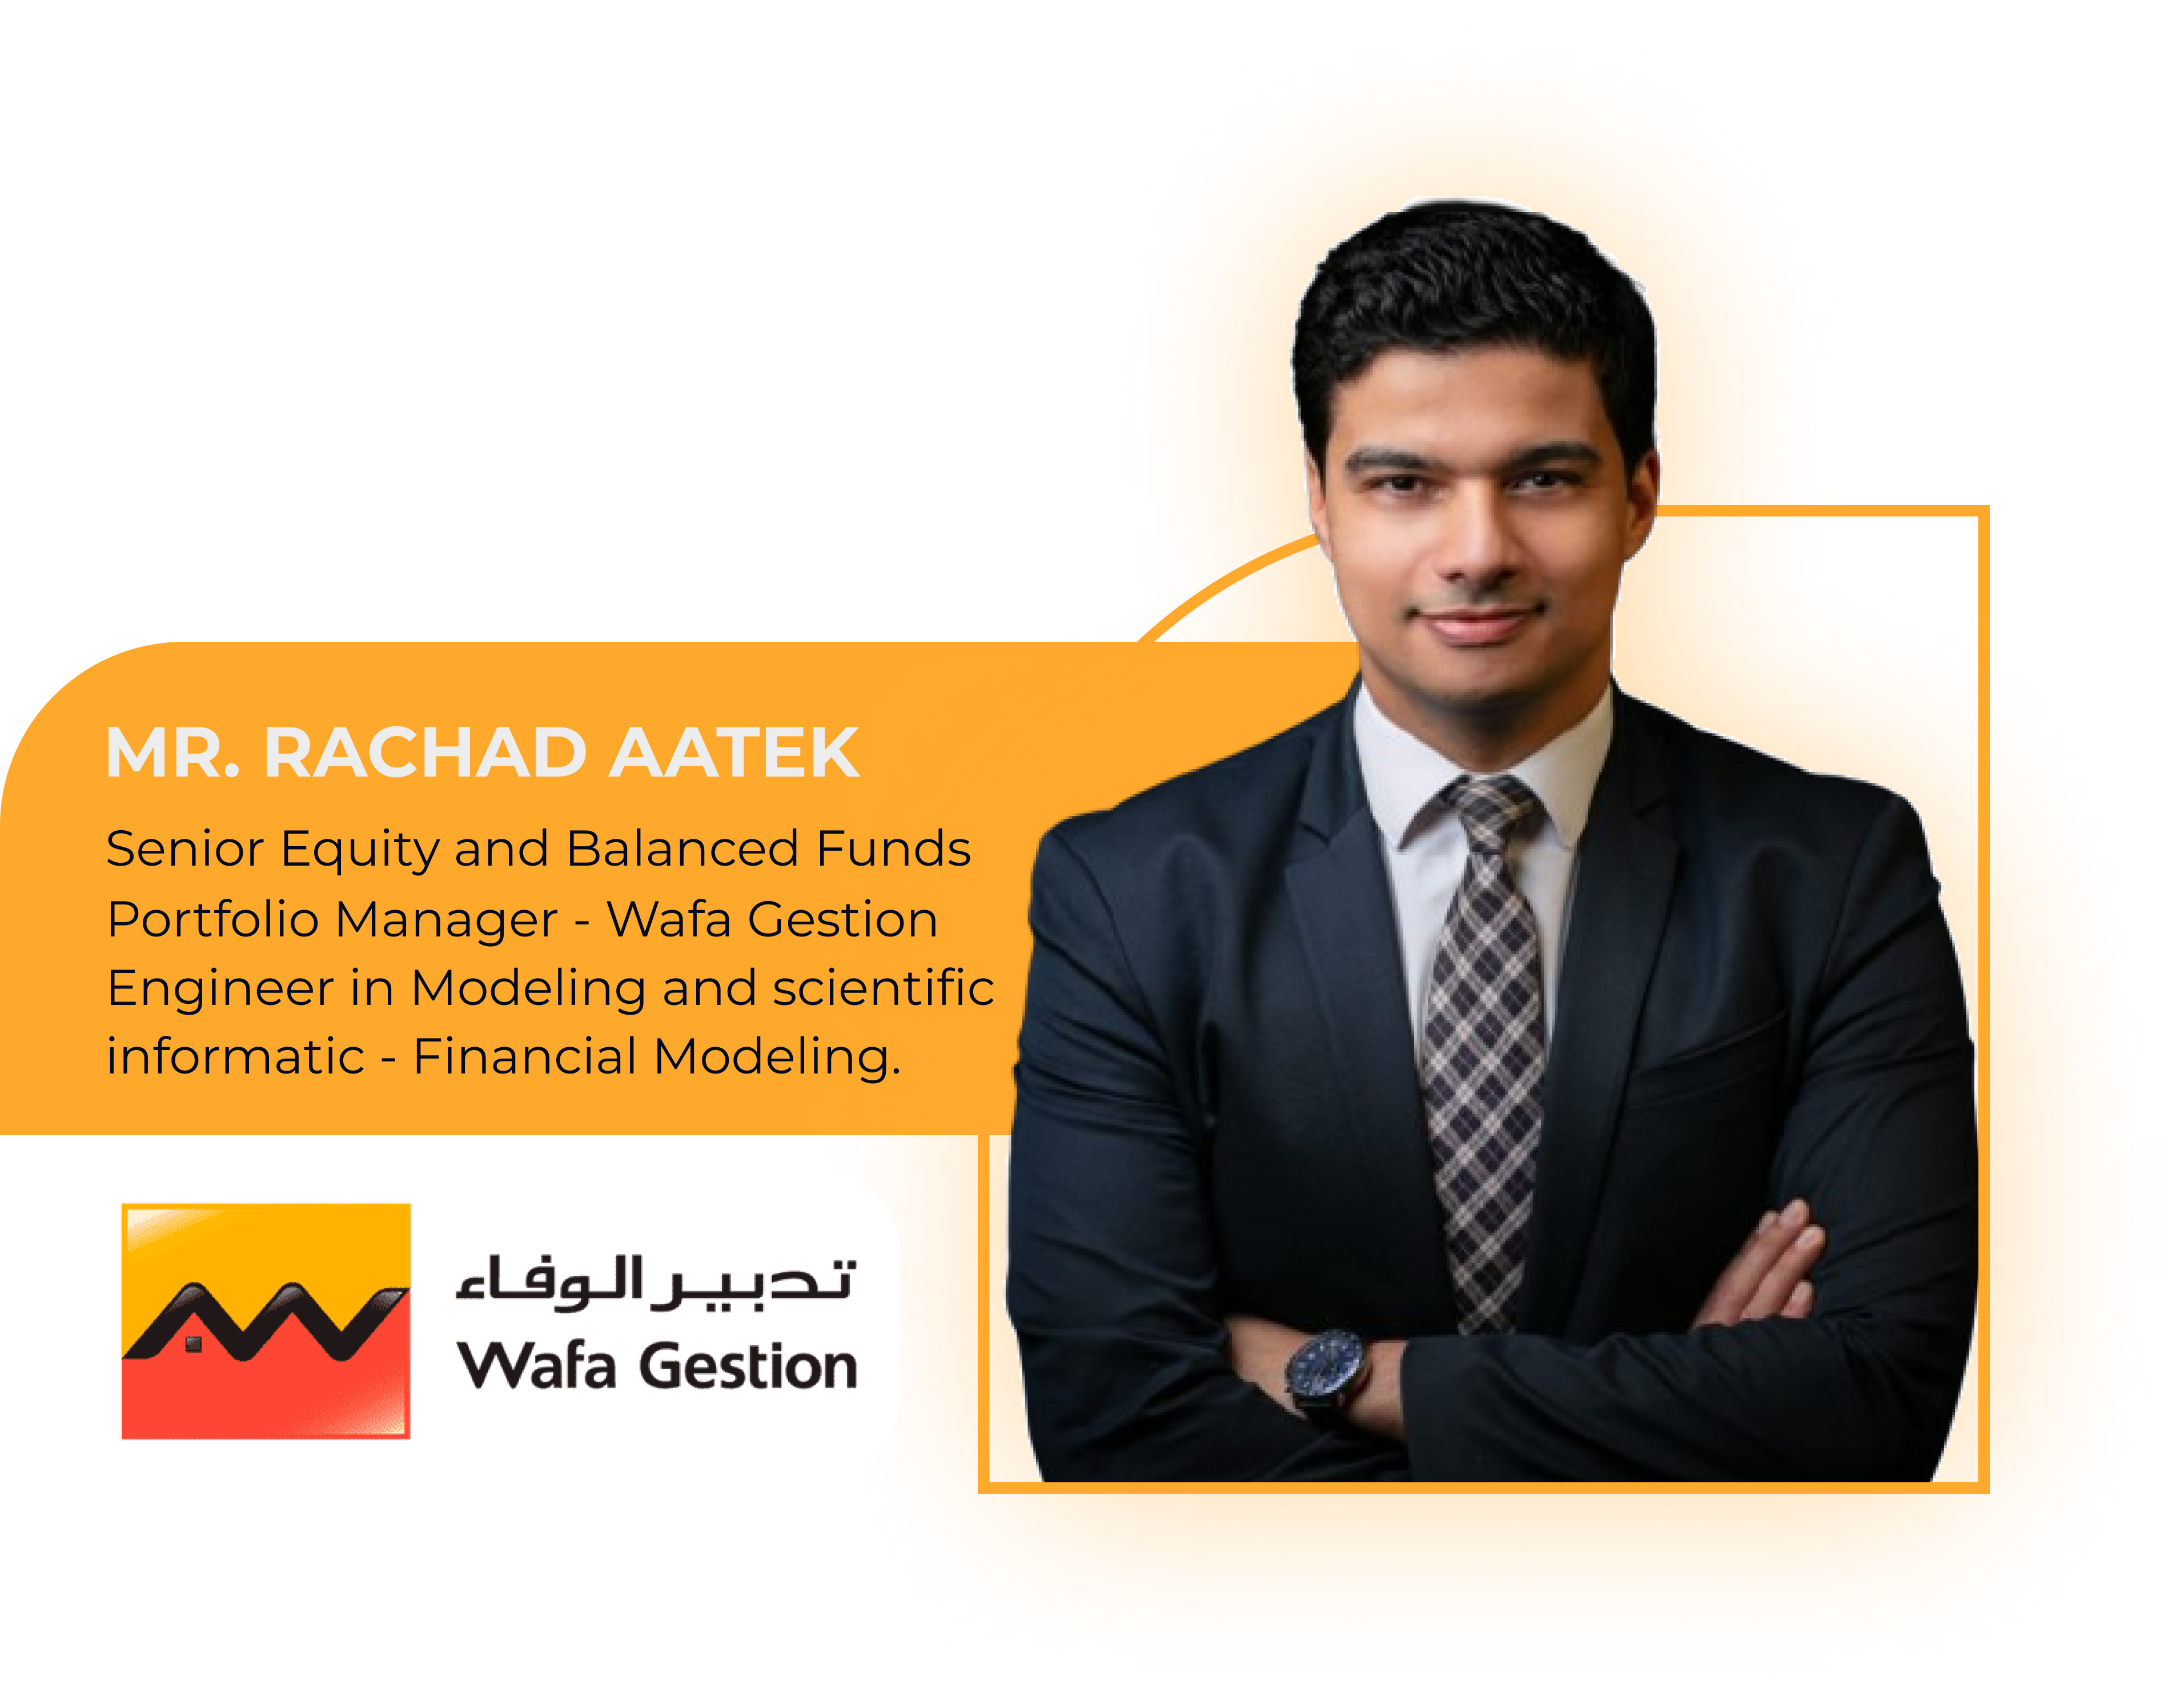 MR. RACHAD AATEK
Senior Equity and Balanced Funds
Portfolio Manager - Wafa Gestion
Engineer in Modeling and scientific
informatic - Financial Modeling.
تدبير الوفاء
Wafa Gestion